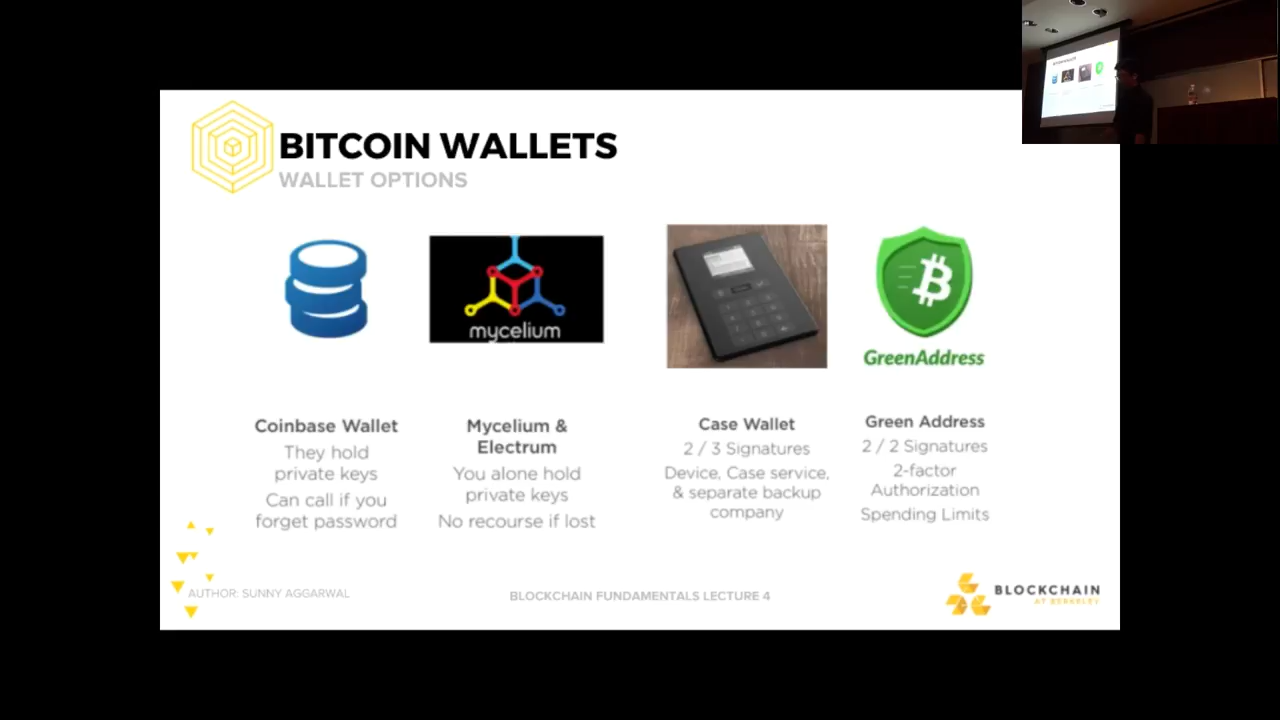 BITCOIN WALLETS
WALLET OPTIONS
mycelium
GreenAddress
Coinbase Wallet
They hold
private keys
Can call if you
forget password
Mycelium &
Electrum
You alone hold
private keys
No recourse if lost
Case Wallet
2 / 3 Signatures
Device, Case service,
& separate backup
company
Green Address
2 / 2 Signatures
2-factor
Authorization
Spending Limits
AUTHOR: SUNNY AGGARWAL
BLOCKCHAIN FUNDAMENTALS LECTURE 4
BLOCKCHAIN
AT BERKELEY